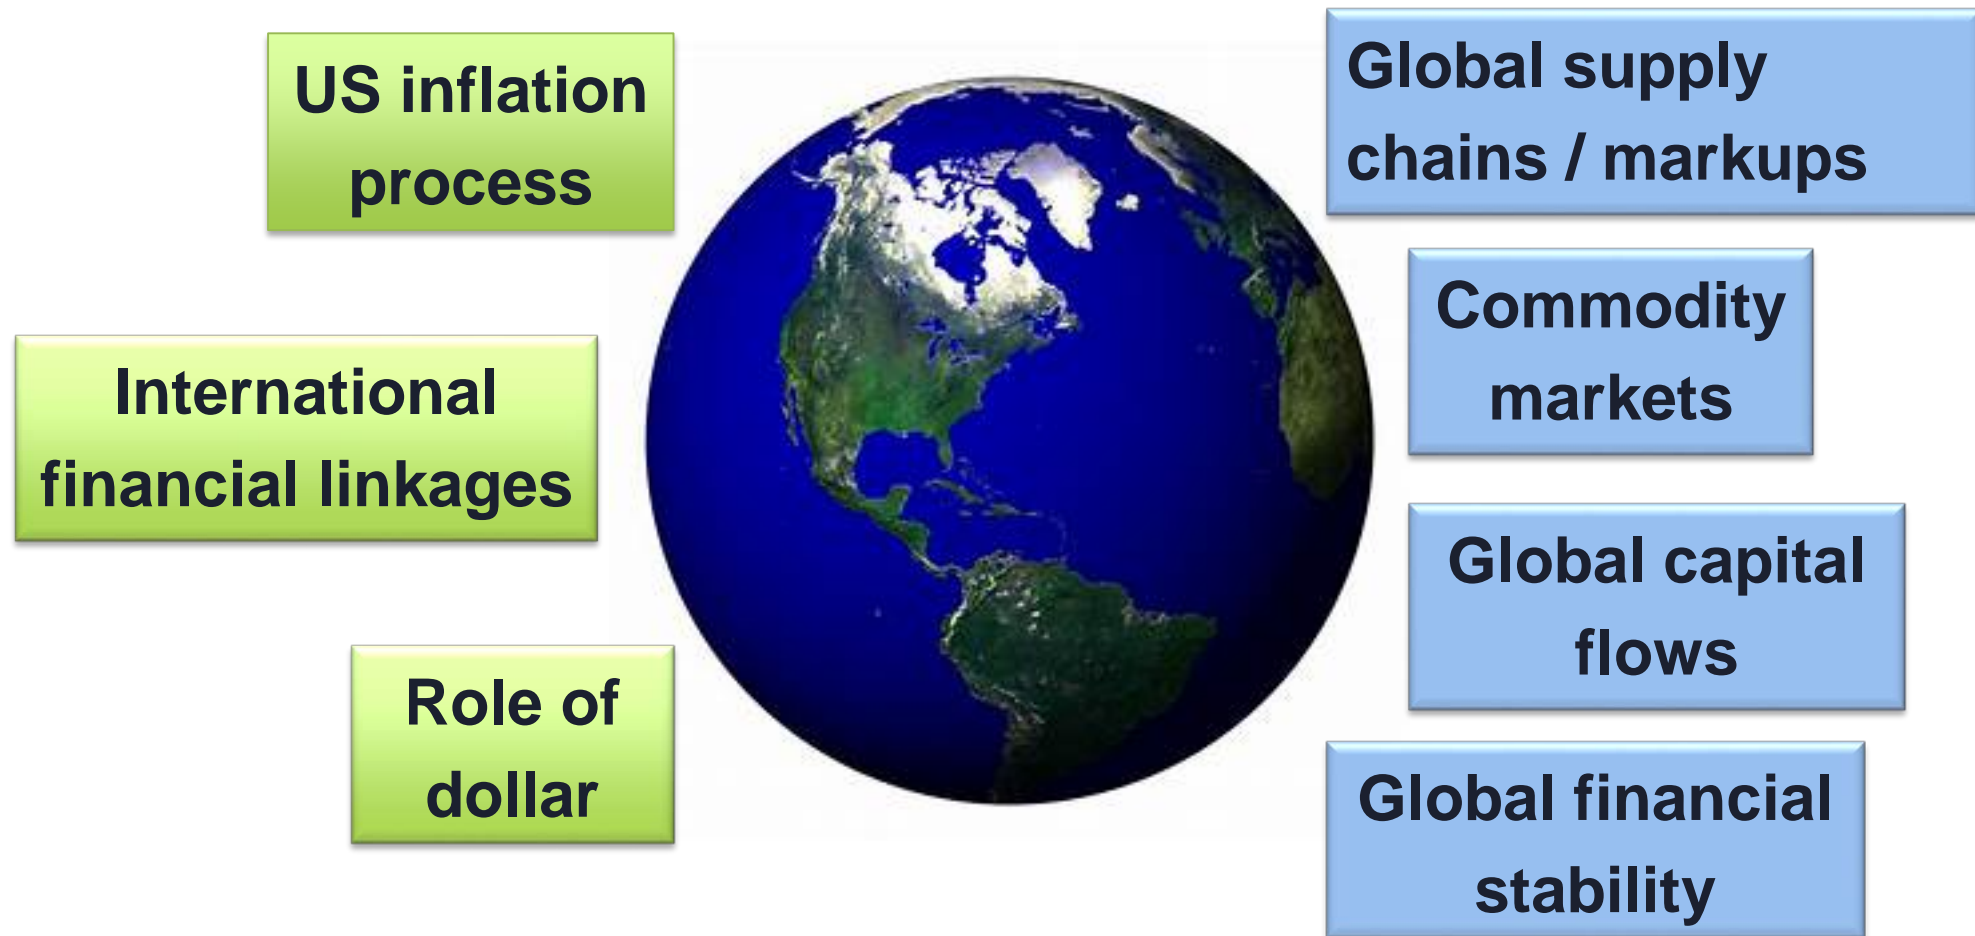 US inflation
process
International
financial linkages
Role of
dollar
Global supply
chains / markups
Commodity
markets
Global capital
flows
Global financial
stability